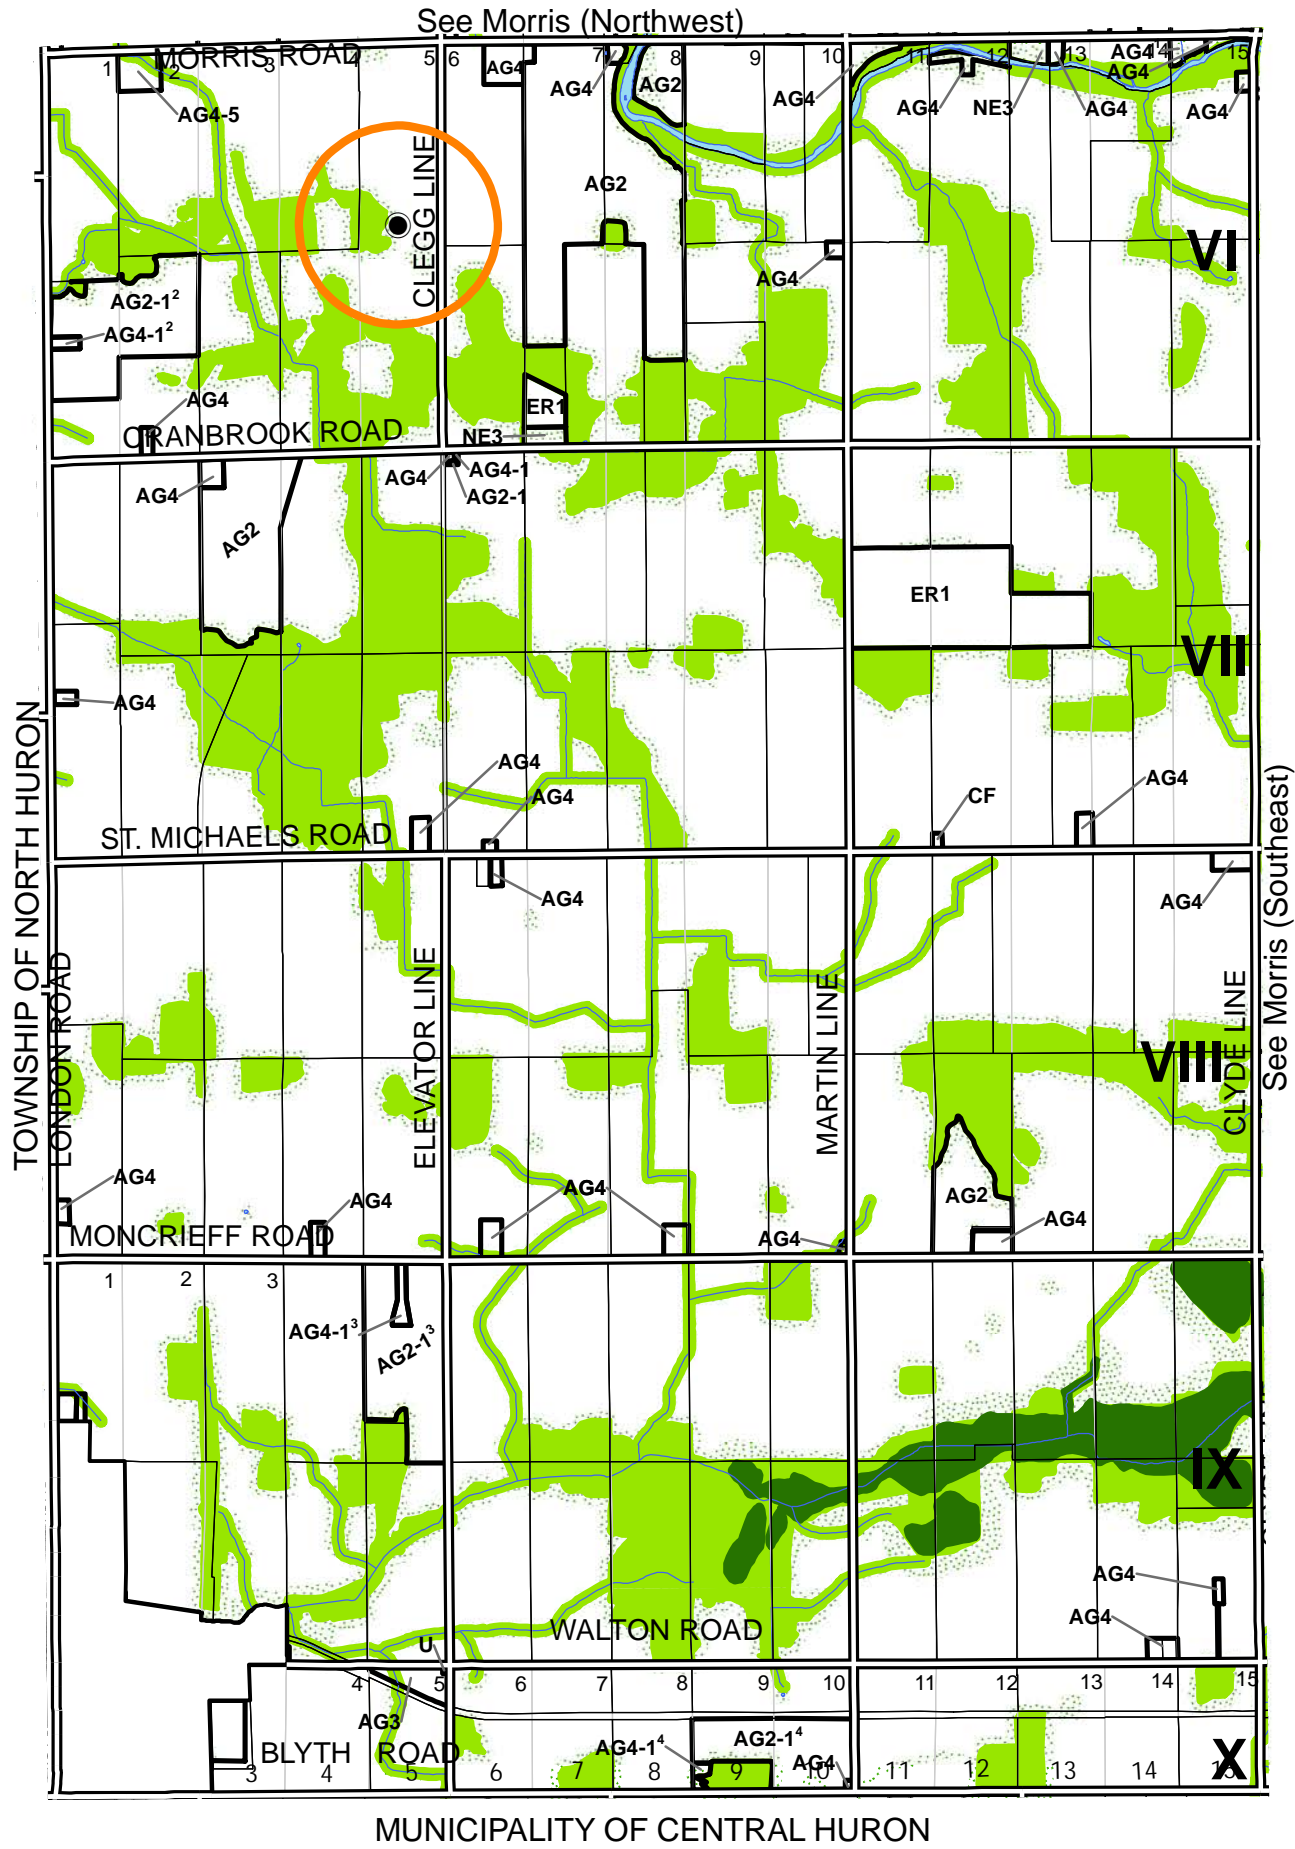 See Morris (Northwest)
MORRIS ROAD
1 2 3 5 6 7 8 9 10 11 12 13 14 15
AG4 AG4 AG4
AG4 AG2 AG4 AG4 NE3 AG4 AG4
AG4-5
CLEGG LINE
AG2
VI
AG4
AG2-1²
AG4-1²
AG4
ER1
CRANBROOK ROAD
NE3
AG4 AG4-1
AG4 AG2-1
AG2
ER1
VII
AG4
AG4 AG4
AG4 CF
ST. MICHAELS ROAD
AG4 AG4
TOWNSHIP OF NORTH HURON
See Morris (Southeast)
LONDON ROAD
ELEVATOR LINE
MARTIN LINE
CLYDE LINE
VIII
AG4 AG4 AG4 AG2
AG4 AG4
MONCRIEFF ROAD
1 2 3
AG4-1³
AG2-1³
IX
AG4
AG4
WALTON ROAD
U
4 5 6 7 8 9 10 11 12 13 14 15
AG3
AG4-1⁴ AG2-1⁴
AG4
BLYTH ROAD
X
3 4 5 6 7 8 9 10 11 12 13 14 15
MUNICIPALITY OF CENTRAL HURON